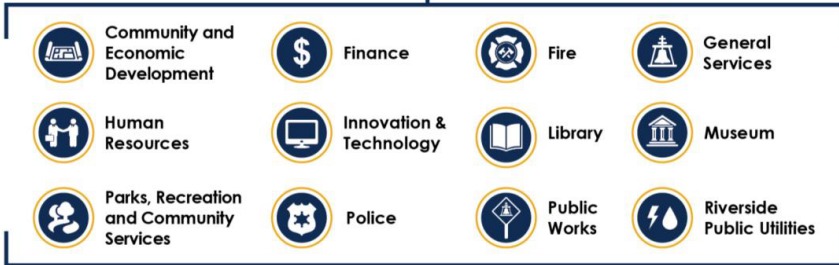 Community and
Economic
Development
Finance
Fire
General
Services
Human
Resources
Innovation &
Technology
Library
Museum
Parks, Recreation
and Community
Services
Police
Public
Works
Riverside
Public Utilities